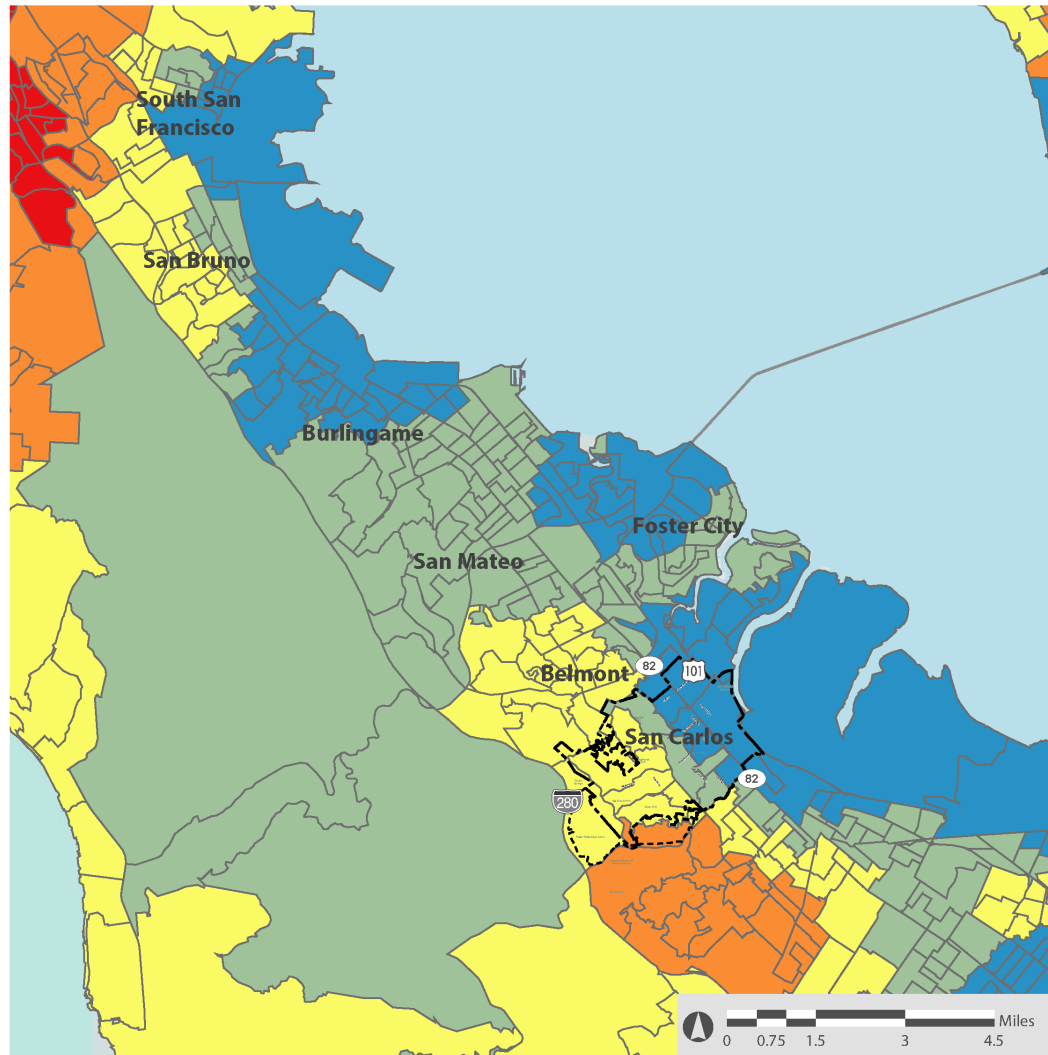 South San
Francisco
San Bruno
Burlingame
Foster City
San Mateo
Belmont
82
101
San Carlos
82
280
Miles
0 0.75 1.5 3 4.5